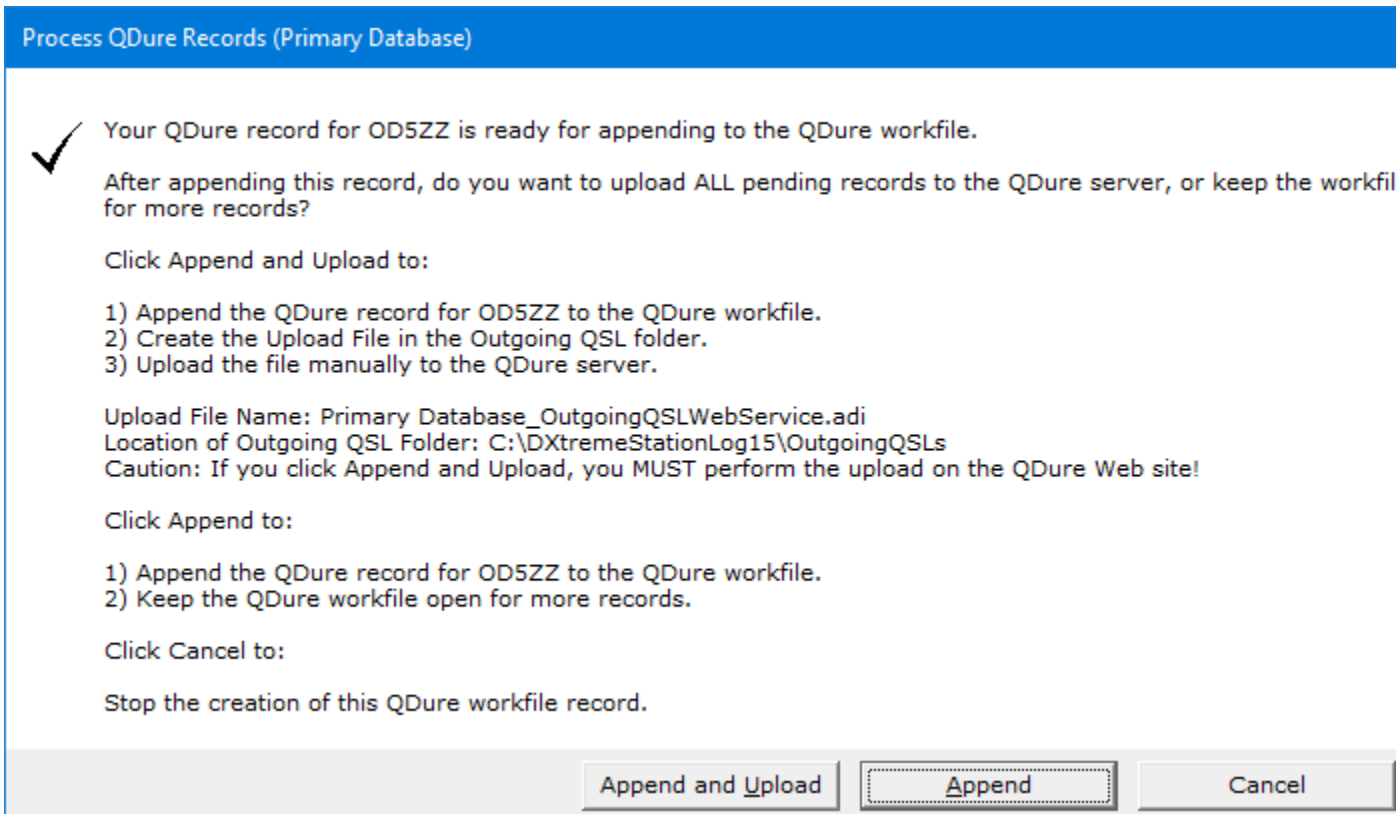 Process QDure Records (Primary Database)
Your QDure record for OD5ZZ is ready for appending to the QDure workfile.
After appending this record, do you want to upload ALL pending records to the QDure server, or keep the workfil
for more records?
Click Append and Upload to:
1) Append the QDure record for OD5ZZ to the QDure workfile.
2) Create the Upload File in the Outgoing QSL folder.
3) Upload the file manually to the QDure server.
Upload File Name: Primary Database_OutgoingQSLWebService.adi
Location of Outgoing QSL Folder: C:\DXtremeStationLog15\OutgoingQSLs
Caution: If you click Append and Upload, you MUST perform the upload on the QDure Web site!
Click Append to:
1) Append the QDure record for OD5ZZ to the QDure workfile.
2) Keep the QDure workfile open for more records.
Click Cancel to:
Stop the creation of this QDure workfile record.
Append and Upload Append Cancel